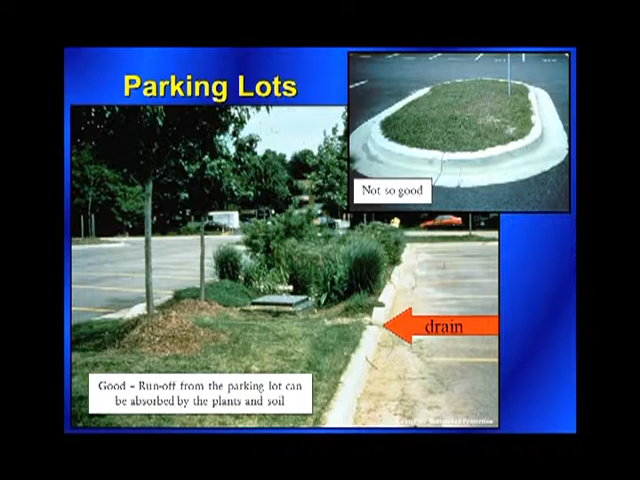 Parking Lots
Not so good
drain
Good – Run-off from the parking lot can
be absorbed by the plants and soil
Protection